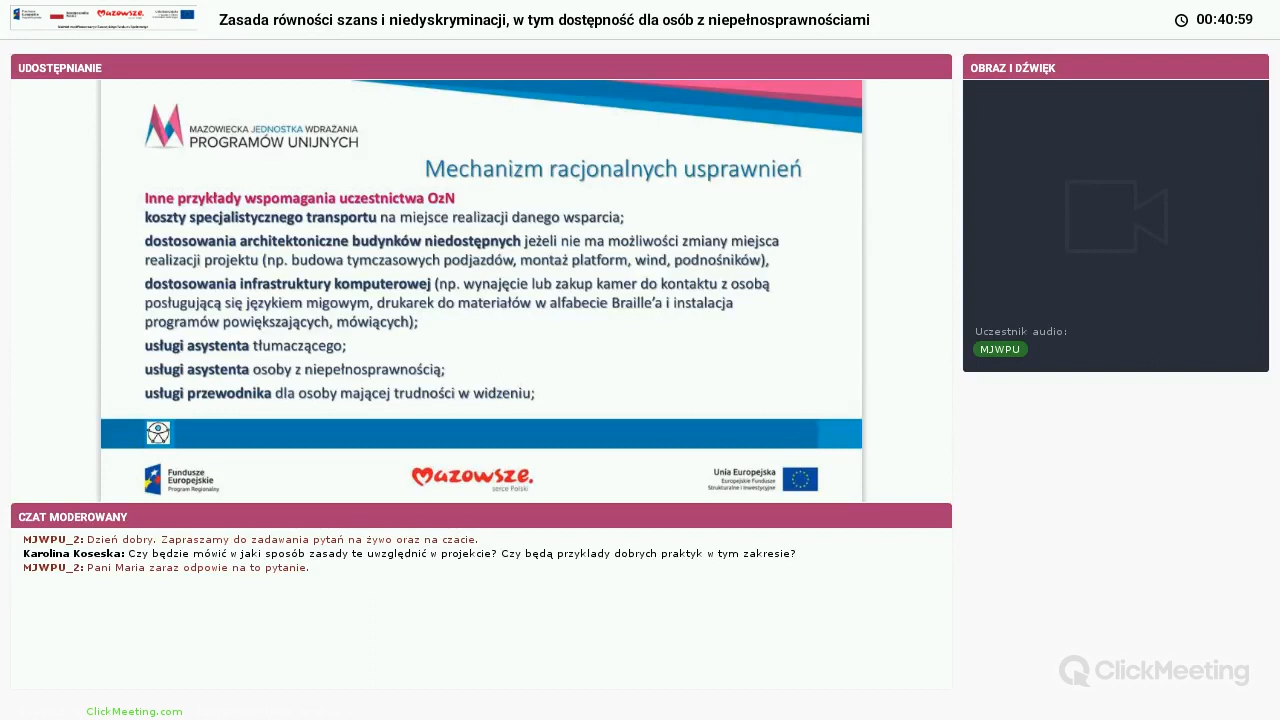 Fundusze Europejskie
Mazowsze.
Zasada równości szans i niedyskryminacji, w tym dostępność dla osób z niepełnosprawnościami
00:40:59
UDOSTĘPNIANIE
MAZOWIECKA JEDNOSTKA WDRAŻANIA
PROGRAMÓW UNIJNYCH
Mechanizm racjonalnych usprawnień
Inne przykłady wspomagania uczestnictwa OzN
koszty specjalistycznego transportu na miejsce realizacji danego wsparcia;
dostosowania architektoniczne budynków niedostępnych jeżeli nie ma możliwości zmiany miejsca
realizacji projektu (np. budowa tymczasowych podjazdów, montaż platform, wind, podnośników),
dostosowania infrastruktury komputerowej (np. wynajęcie lub zakup kamer do kontaktu z osobą
posługującą się językiem migowym, drukarek do materiałów w alfabecie Braille’a i instalacja
programów powiększających, mówiących);
usługi asystenta tłumaczącego;
usługi asystenta osoby z niepełnosprawnością;
usługi przewodnika dla osoby mającej trudności w widzeniu;
Fundusze
Europejskie
Program Regionalny
Mazowsze.
serce Polski
Unia Europejska
Europejskie Fundusze
Strukturalne i Inwestycyjne
OBRAZ I DŹWIĘK
Uczestnik audio:
MJWPU
CZAT MODEROWANY
MJWPU_2: Dzień dobry. Zapraszamy do zadawania pytań na żywo oraz na czacie.
Karolina Koseska: Czy będzie mówić w jaki sposób zasady te uwzględnić w projekcie? Czy będą przyklady dobrych praktyk w tym zakresie?
MJWPU_2: Pani Maria zaraz odpowie na to pytanie.
ClickMeeting
ClickMeeting.com